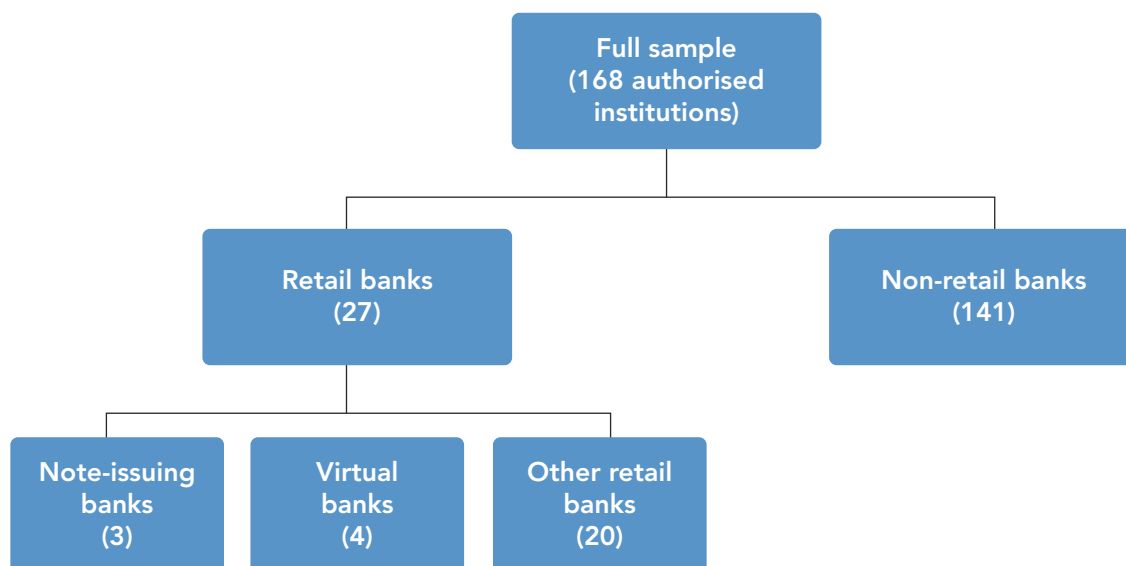 Full sample
(168 authorised
institutions)
Retail banks
(27)
Non-retail banks
(141)
Note-issuing
banks
(3)
Virtual
banks
(4)
Other retail
banks
(20)